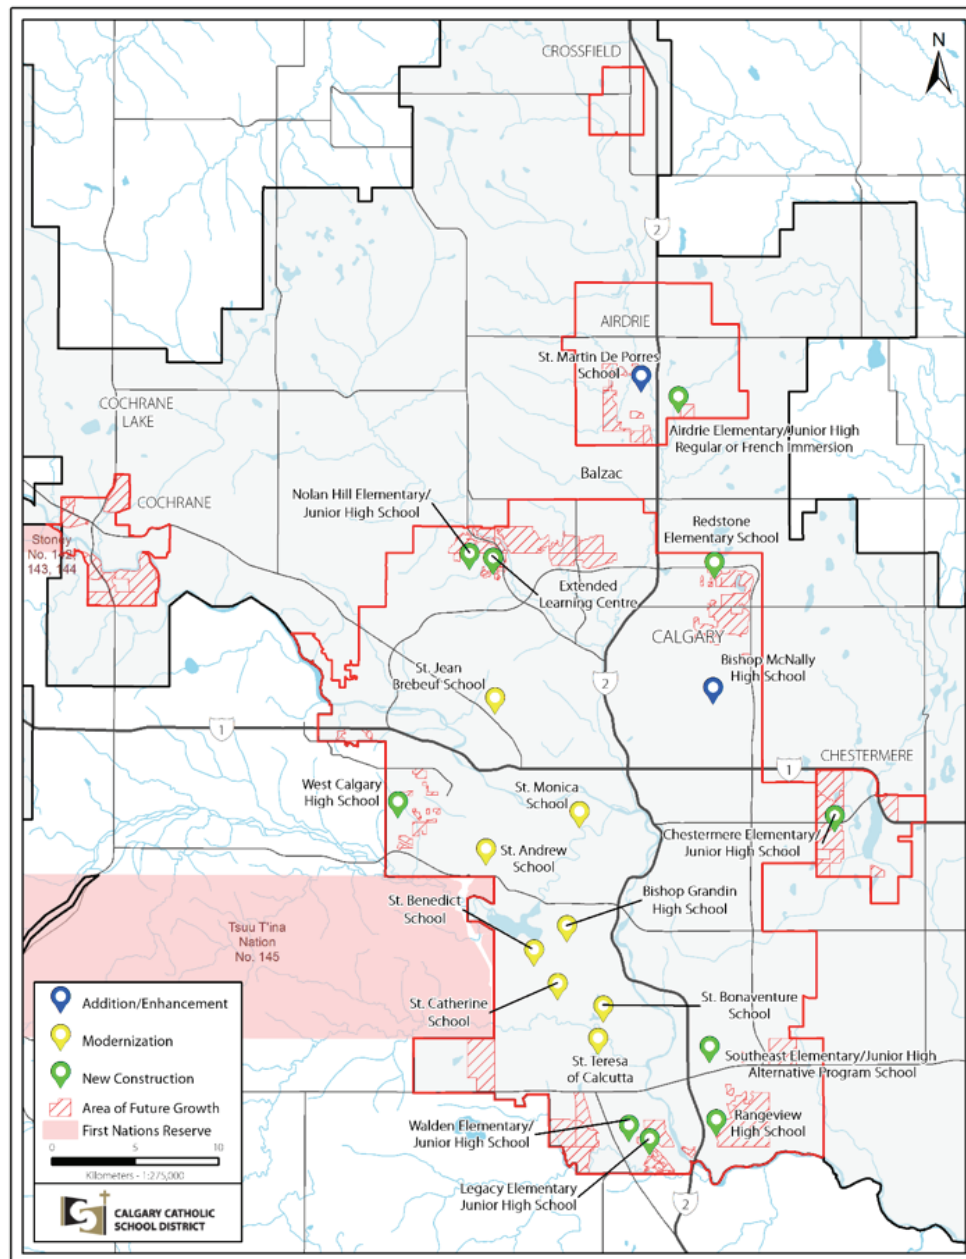 CROSSFIELD
N
2
AIRDRIE
St. Martin De Porres
School
COCHRANE
LAKE
Airdrie Elementary/Junior High
Regular or French Immersion
Balzac
COCHRANE
Nolan Hill Elementary/
Junior High School
Redstone
Elementary School
Stoney
No. 142,
143, 144
Extended
Learning Centre
CALGARY
St. Jean
Brebeuf School
Bishop McNally
High School
2
1
CHESTERMERE
1
West Calgary
High School
St. Monica
School
Chestermere Elementary/
Junior High School
St. Andrew
School
St. Benedict
School
Bishop Grandin
High School
Tsuu T'ina
Nation
No. 145
St. Catherine
School
St. Bonaventure
School
St. Teresa
of Calcutta
Southeast Elementary/Junior High
Alternative Program School
Walden Elementary/
Junior High School
Rangeview
High School
Legacy Elementary
Junior High School
2
Addition/Enhancement
Modernization
New Construction
Area of Future Growth
First Nations Reserve
0 5 10
Kilometers - 1:275,000
CALGARY CATHOLIC
SCHOOL DISTRICT